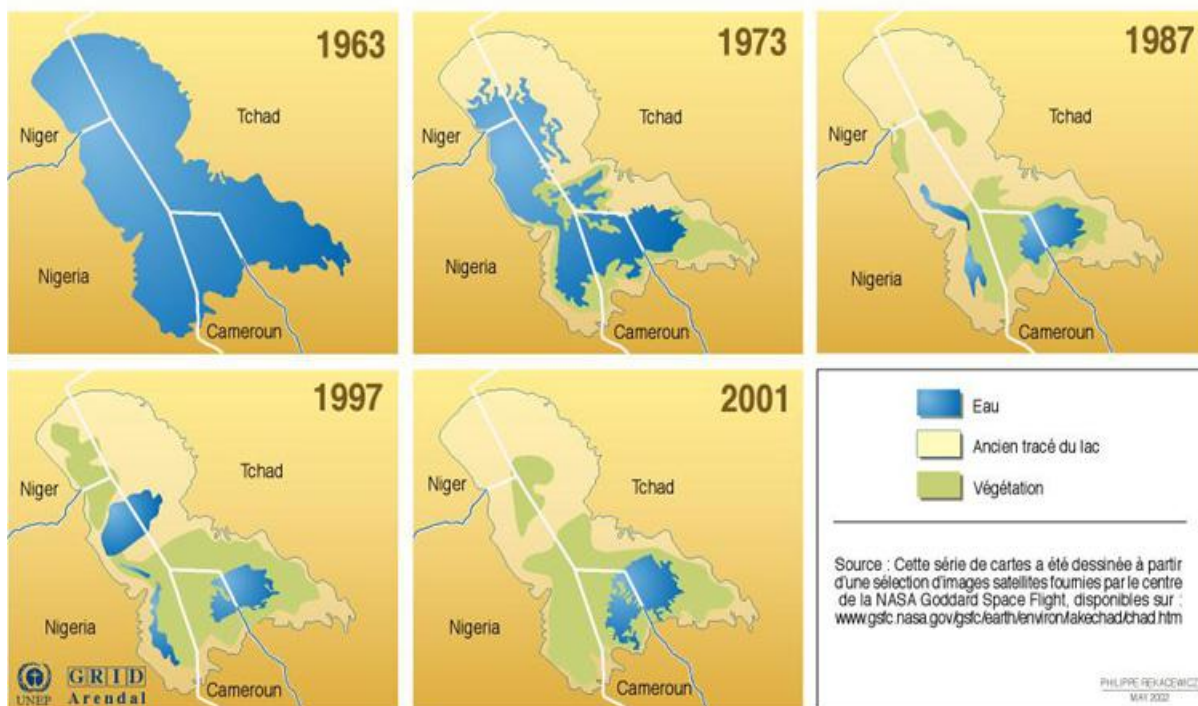 1963
Niger
Tchad
Nigeria
Cameroun
1973
Niger
Tchad
Nigeria
Cameroun
1987
Niger
Tchad
Nigeria
Cameroun
1997
Niger
Tchad
Nigeria
Cameroun
UNEP
GRID
Arendal
2001
Niger
Tchad
Nigeria
Cameroun
Eau
Ancien tracé du lac
Végétation
Source : Cette série de cartes a été dessinée à partir
d'une sélection d'images satellites fournies par le centre
de la NASA Goddard Space Flight, disponibles sur :
www.gsfc.nasa.gov/gsfc/earth/environ/lakechad/chad.htm
PHILIPPE REKACEWICZ
MAY 2002